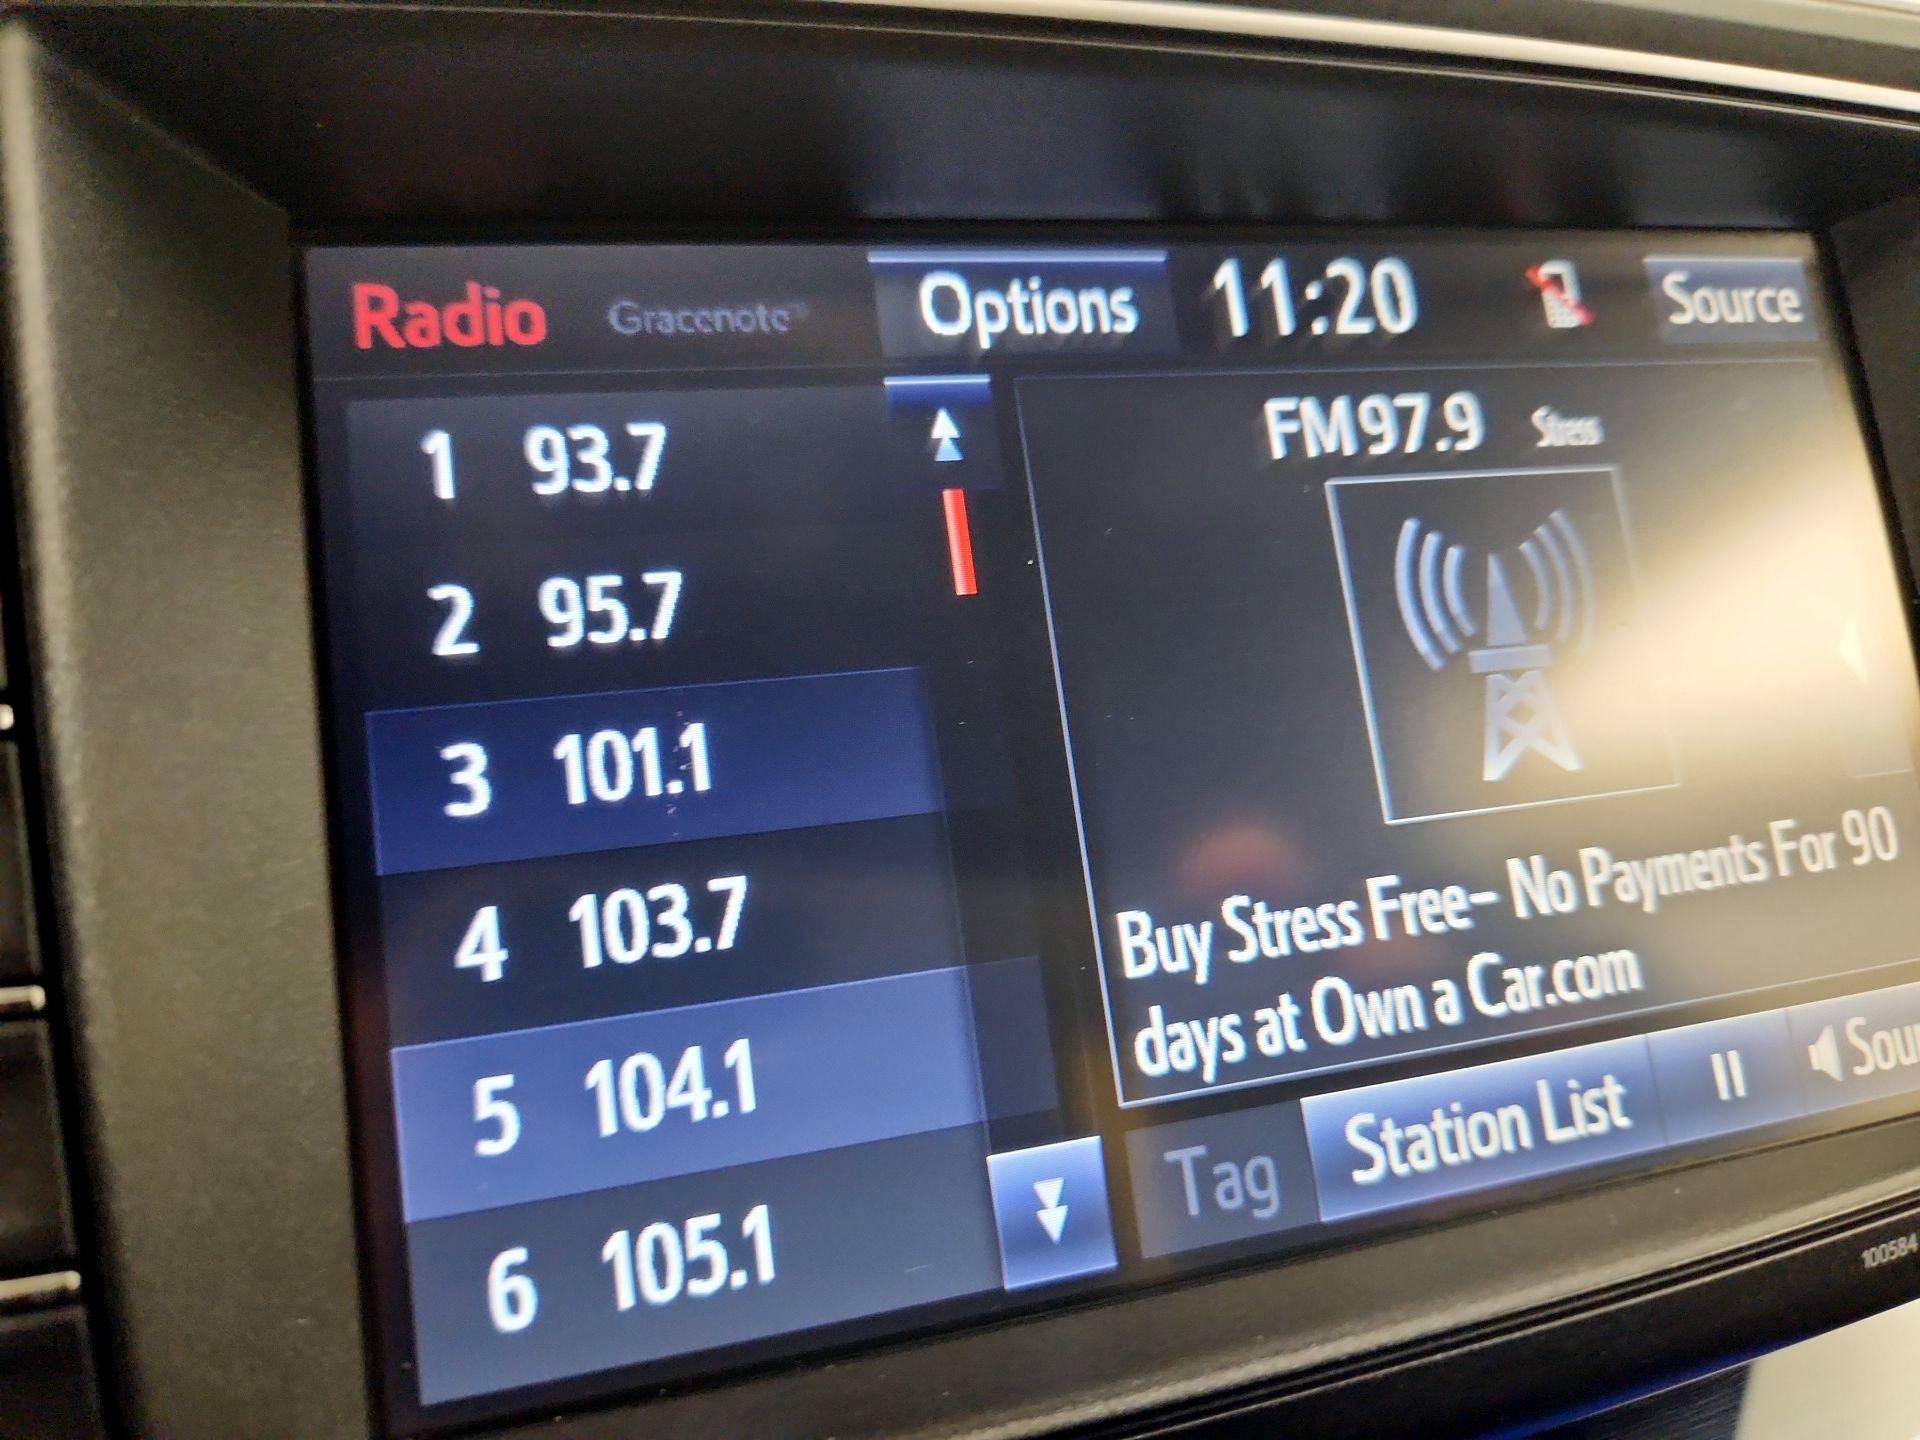 Radio Gracenote® Options 11:20 Source
1 93.7
2 95.7
3 101.1
4 103.7
5 104.1
6 105.1
FM97.9 Stress
Buy Stress Free- No Payments For 90
days at Own a Car.com
Tag Station List Soun
100584